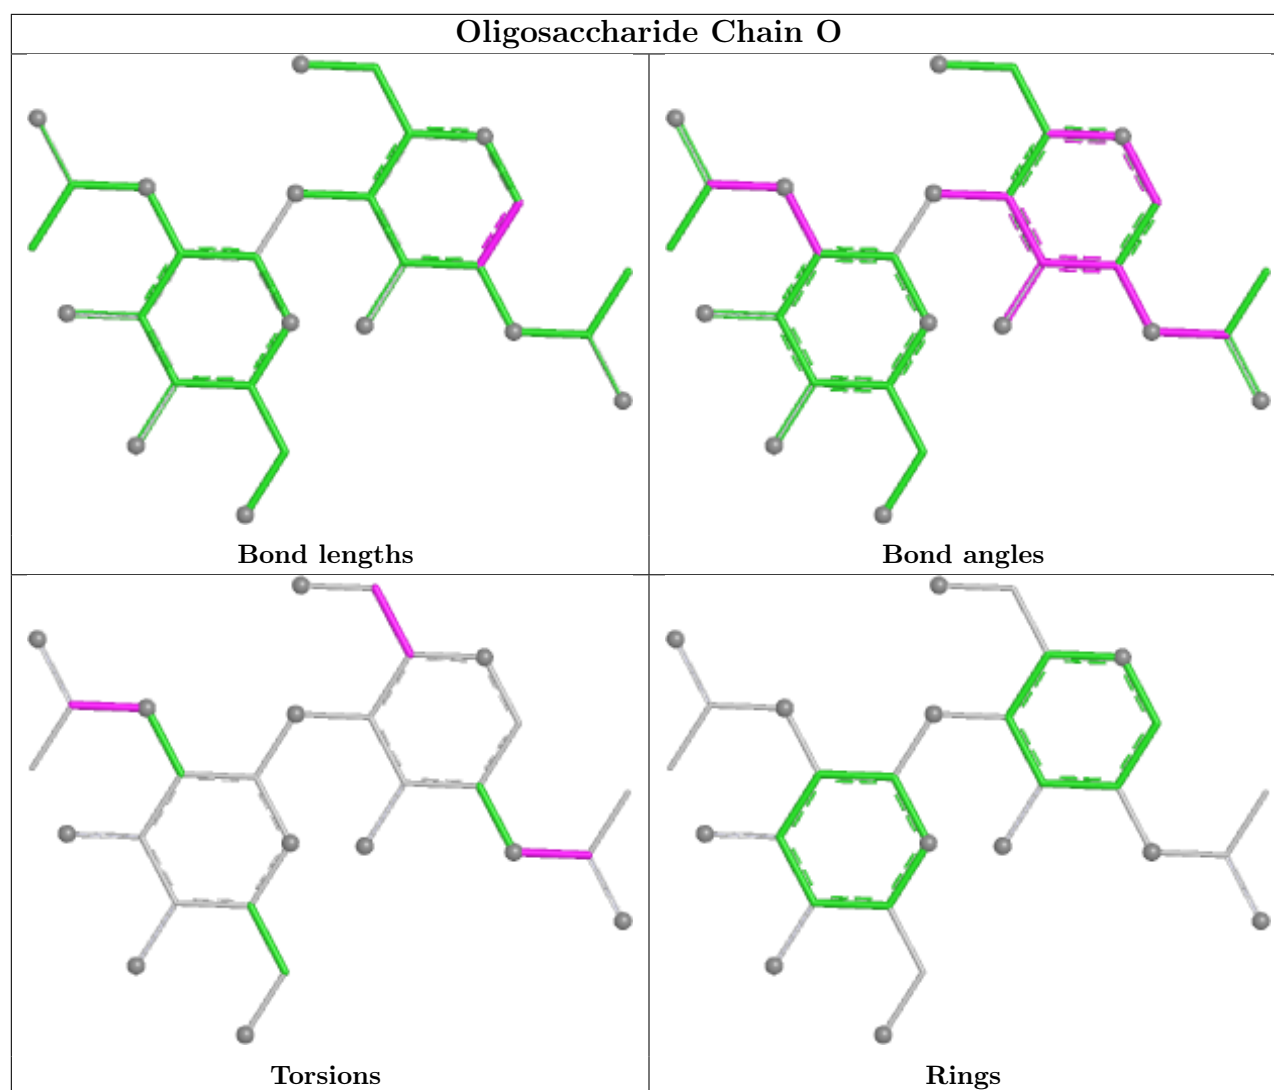 Oligosaccharide Chain O
Bond lengths
Bond angles
Torsions
Rings